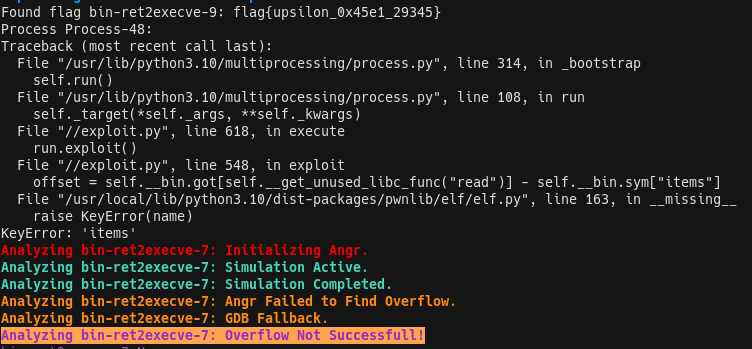 Found flag bin-ret2execve-9: flag{upsilon_0x45e1_29345}
Process Process-48:
Traceback (most recent call last):
  File "/usr/lib/python3.10/multiprocessing/process.py", line 314, in _bootstrap
    self.run()
  File "/usr/lib/python3.10/multiprocessing/process.py", line 108, in run
    self._target(*self._args, **self._kwargs)
  File "//exploit.py", line 618, in execute
    run.exploit()
  File "//exploit.py", line 548, in exploit
    offset = self.__bin.got[self.__get_unused_libc_func("read")] - self.__bin.sym["items"]
  File "/usr/local/lib/python3.10/dist-packages/pwnlib/elf/elf.py", line 163, in __missing__
    raise KeyError(name)
KeyError: 'items'
Analyzing bin-ret2execve-7: Initializing Angr.
Analyzing bin-ret2execve-7: Simulation Active.
Analyzing bin-ret2execve-7: Simulation Completed.
Analyzing bin-ret2execve-7: Angr Failed to Find Overflow.
Analyzing bin-ret2execve-7: GDB Fallback.
Analyzing bin-ret2execve-7: Overflow Not Successfull!